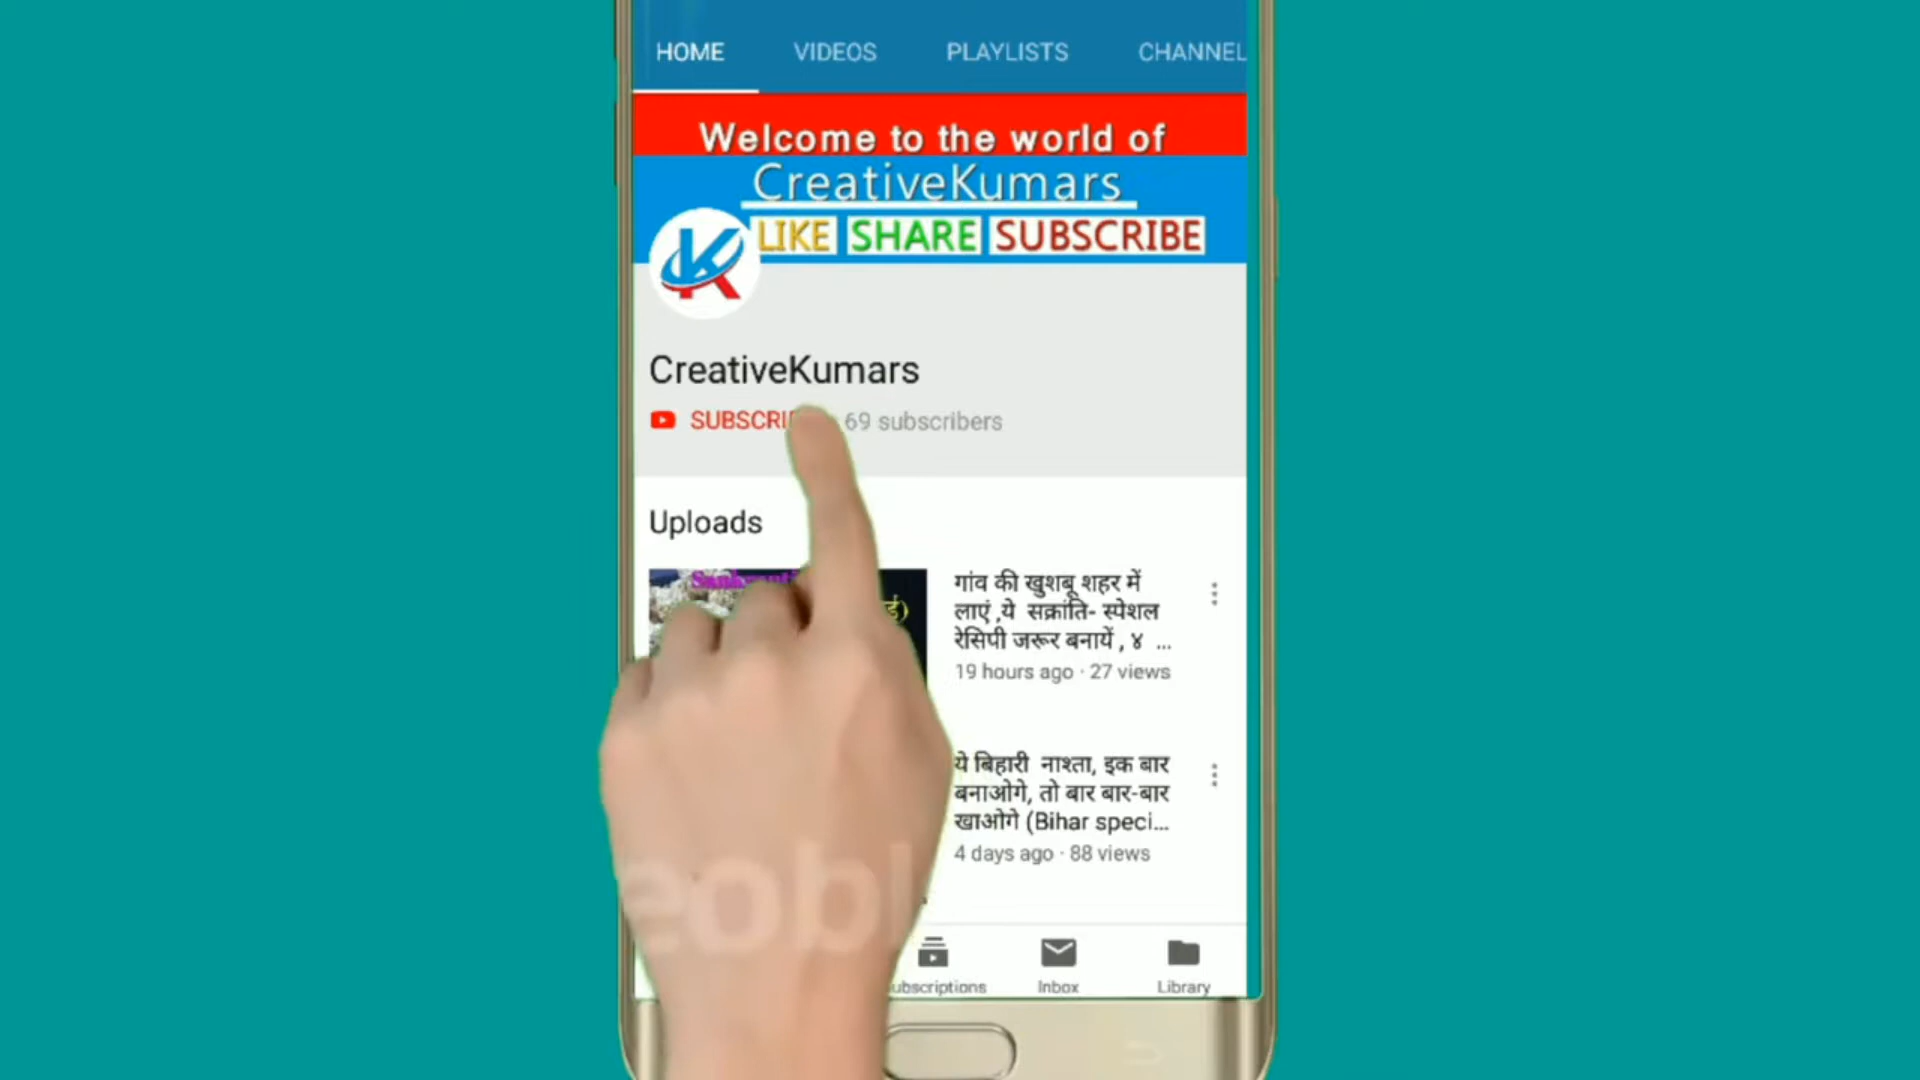 HOME VIDEOS PLAYLISTS CHANNEL
Welcome to the world of
CreativeKumars
LIKE SHARE SUBSCRIBE
CreativeKumars
69 subscribers
Uploads
गांव की खुशबू शहर में
लाएं ,ये सक्रांति- स्पेशल
रेसिपी जरूर बनायें , ४ ...
19 hours ago · 27 views
ये बिहारी नाश्ता, इक बार
बनाओगे, तो बार बार-बार
खाओगे (Bihar speci...
4 days ago · 88 views
ubscriptions Inbox Library